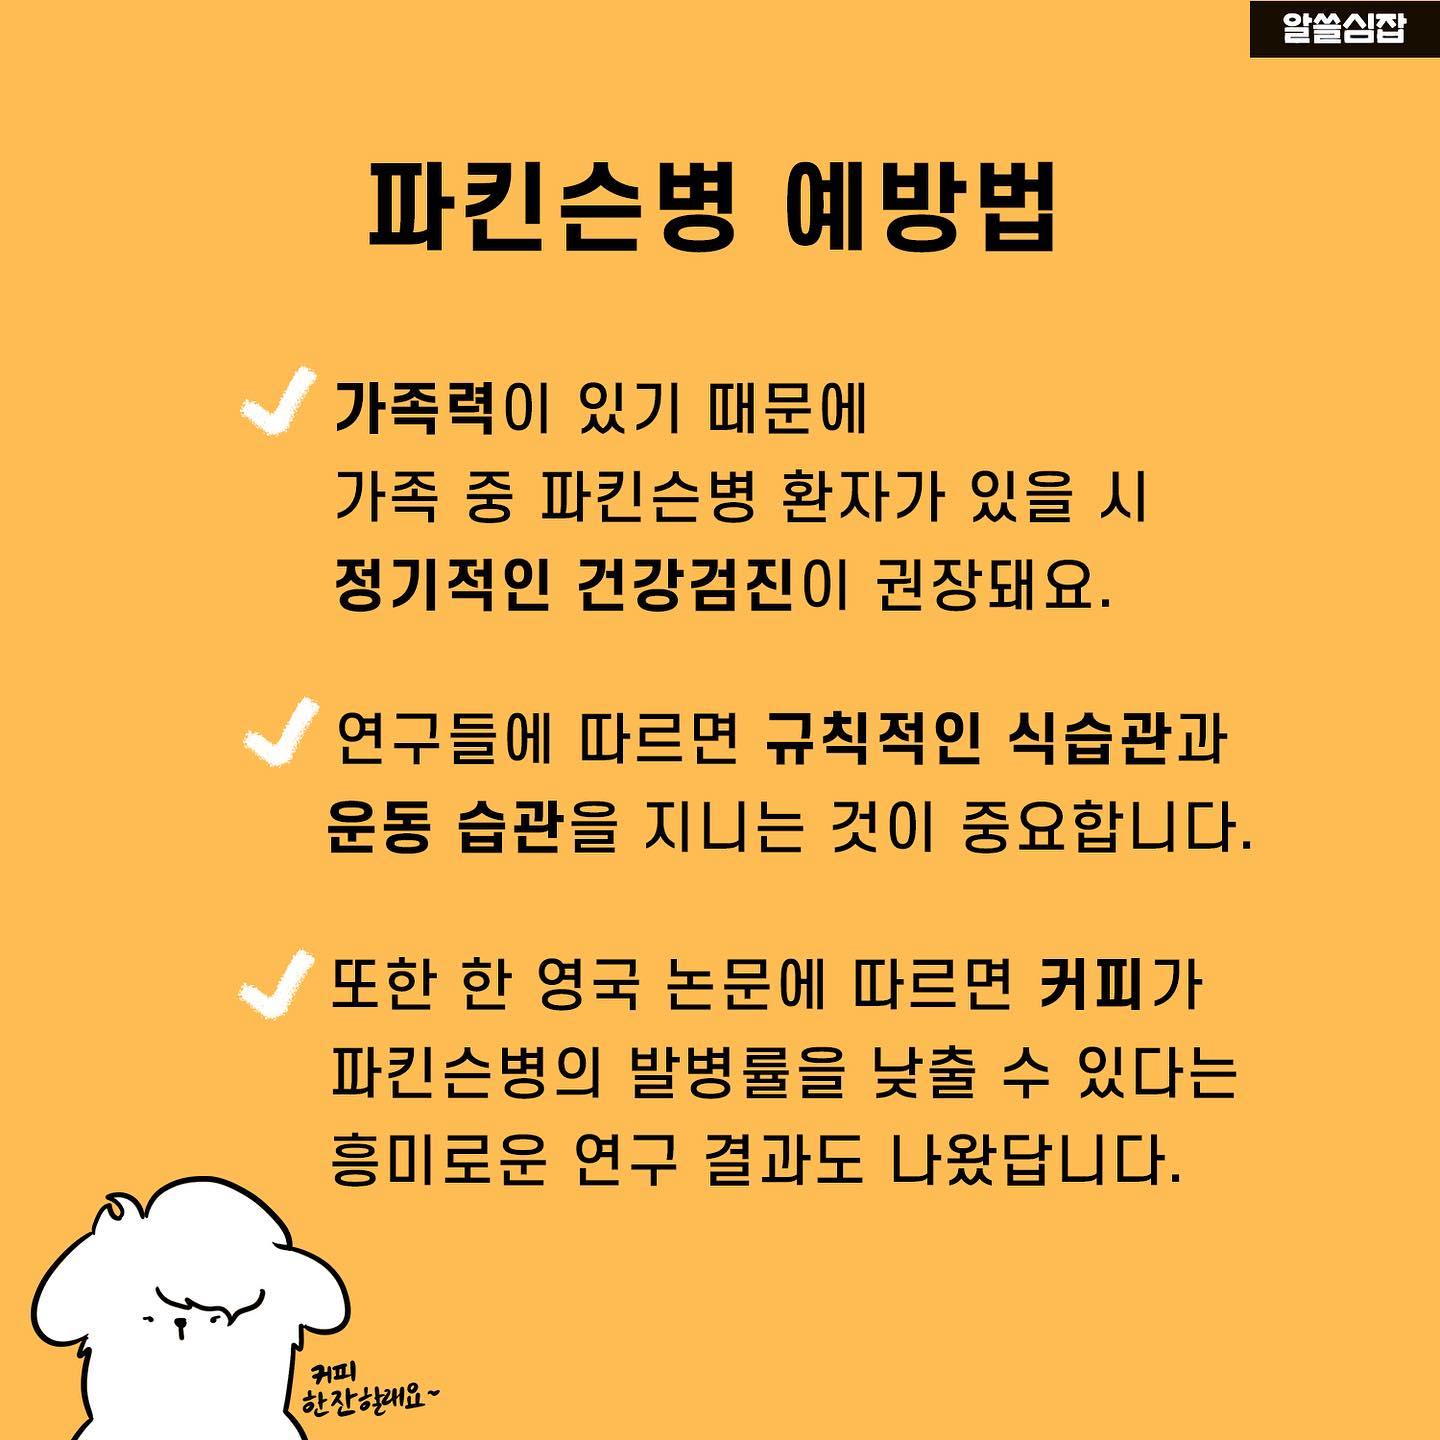 알쓸심잡
파킨슨병 예방법
가족력이 있기 때문에
가족 중 파킨슨병 환자가 있을 시
정기적인 건강검진이 권장돼요.
연구들에 따르면 규칙적인 식습관과
운동 습관을 지니는 것이 중요합니다.
또한 한 영국 논문에 따르면 커피가
파킨슨병의 발병률을 낮출 수 있다는
흥미로운 연구 결과도 나왔답니다.
커피
한잔할래요~